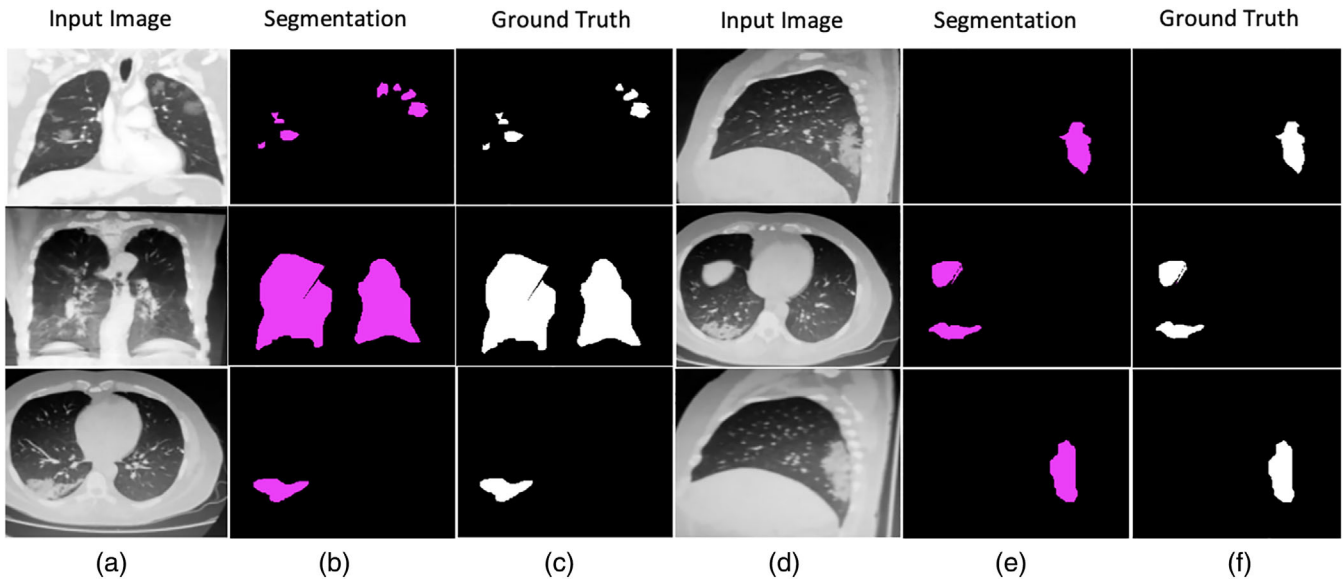 Input Image Segmentation Ground Truth Input Image Segmentation Ground Truth
(a) (b) (c) (d) (e) (f)